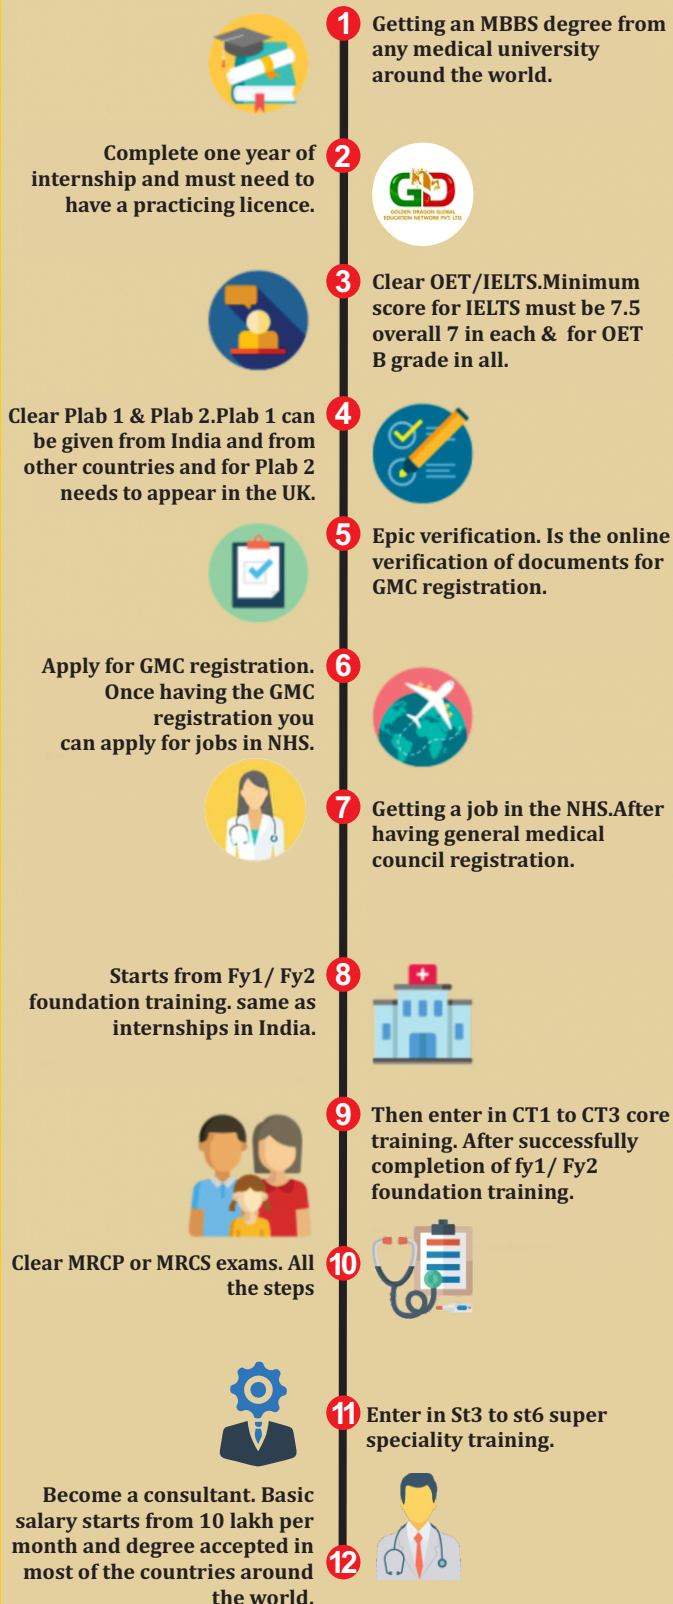 1
Getting an MBBS degree from
any medical university
around the world.
2
Complete one year of
internship and must need to
have a practicing licence.
GD
GOLDEN DRAGON GLOBAL
EDUCATION NETWORK PVT. LTD.
3
Clear OET/IELTS.Minimum
score for IELTS must be 7.5
overall 7 in each & for OET
B grade in all.
4
Clear Plab 1 & Plab 2.Plab 1 can
be given from India and from
other countries and for Plab 2
needs to appear in the UK.
5
Epic verification. Is the online
verification of documents for
GMC registration.
6
Apply for GMC registration.
Once having the GMC
registration you
can apply for jobs in NHS.
7
Getting a job in the NHS.After
having general medical
council registration.
8
Starts from Fy1/ Fy2
foundation training. same as
internships in India.
9
Then enter in CT1 to CT3 core
training. After successfully
completion of fy1/ Fy2
foundation training.
10
Clear MRCP or MRCS exams. All
the steps
11
Enter in St3 to st6 super
speciality training.
12
Become a consultant. Basic
salary starts from 10 lakh per
month and degree accepted in
most of the countries around
the world.